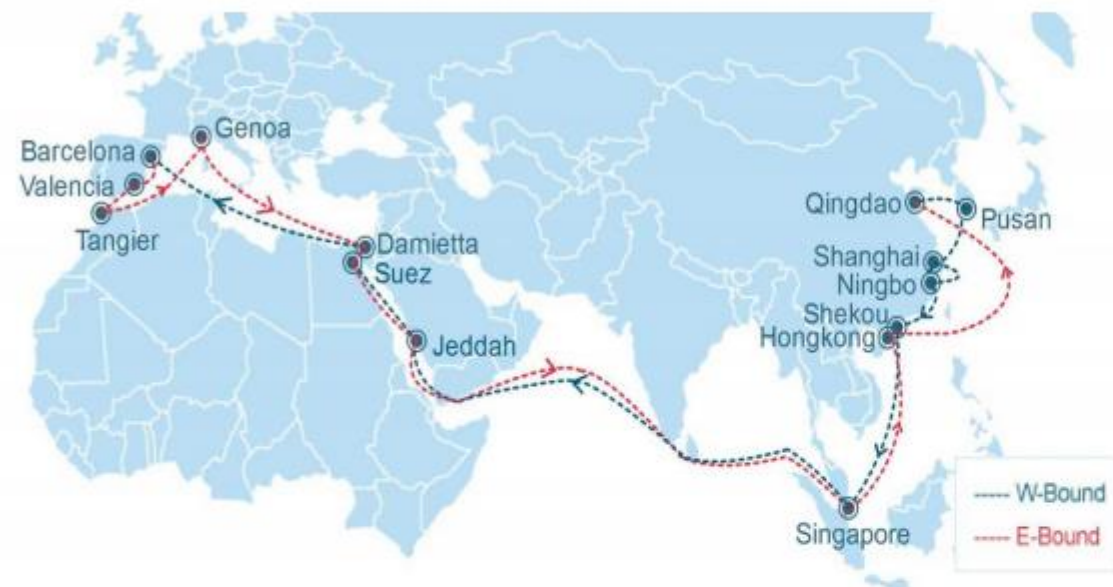 Genoa
Barcelona
Valencia
Tangier
Damietta
Suez
Jeddah
Qingdao
Pusan
Shanghai
Ningbo
Shekou
Hongkong
Singapore
W-Bound
E-Bound